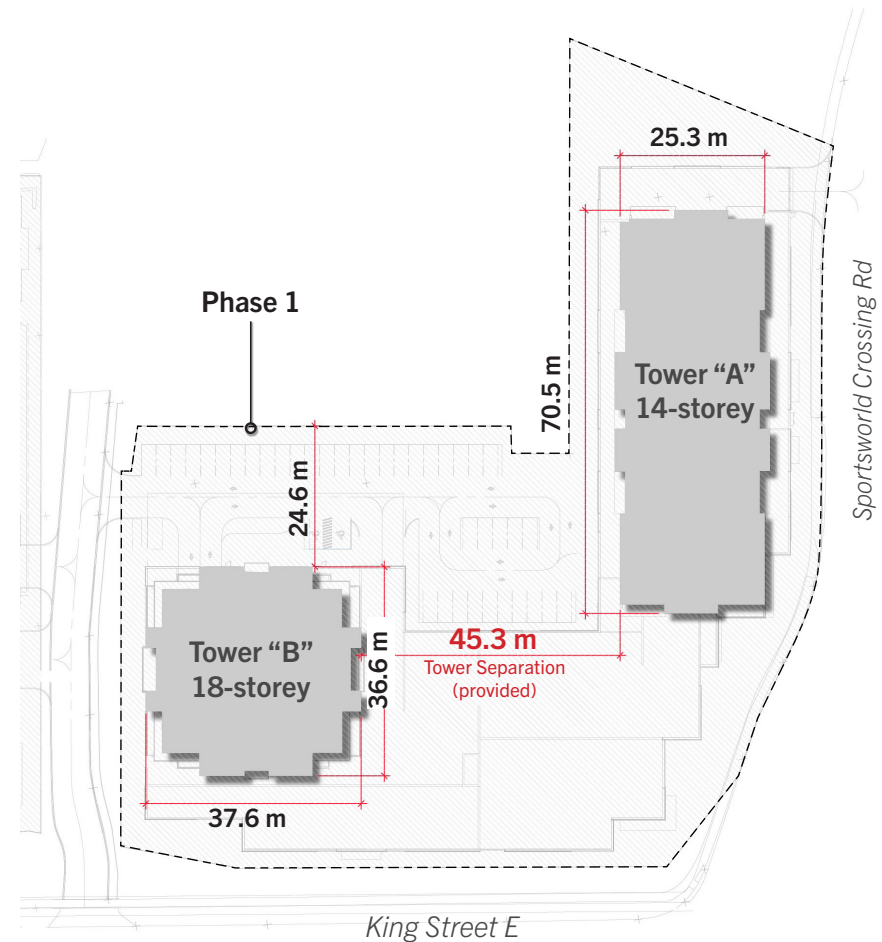 25.3 m
Sportsworld Crossing Rd
Phase 1
70.5 m
Tower “A”
14-storey
24.6 m
45.3 m
Tower Separation
(provided)
Tower “B”
18-storey
36.6 m
37.6 m
King Street E